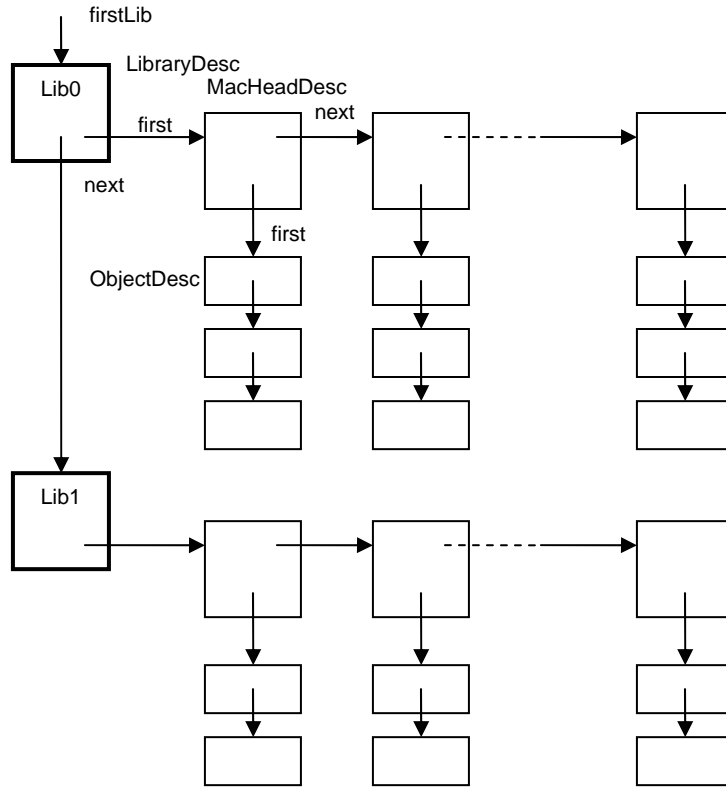 firstLib
LibraryDesc
Lib0
MacHeadDesc
first
next
next
first
ObjectDesc
Lib1